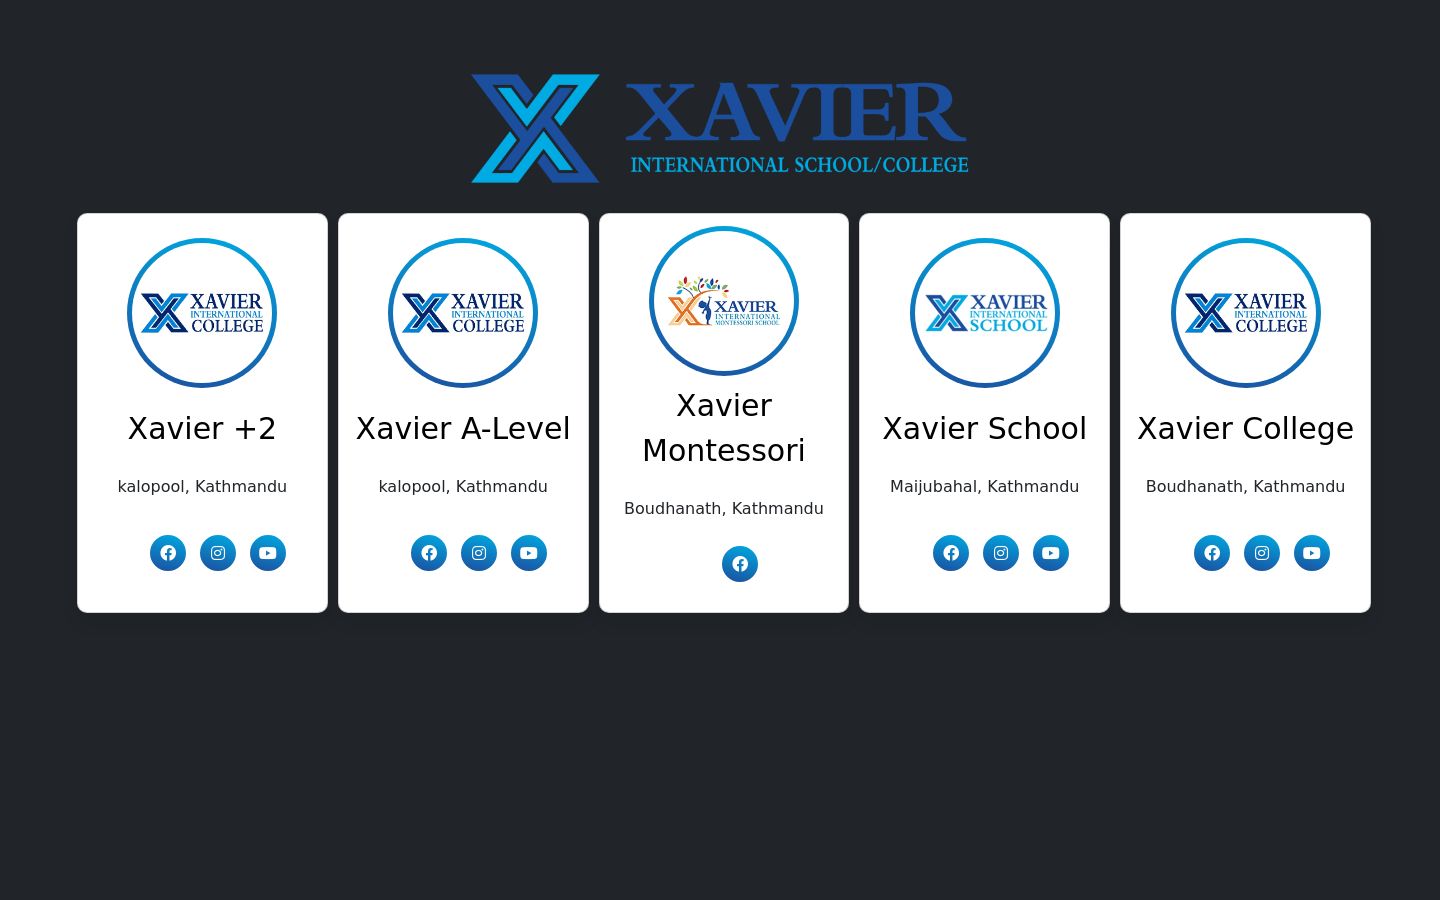 XAVIER
INTERNATIONAL SCHOOL/COLLEGE
XAVIER
INTERNATIONAL
COLLEGE
Xavier +2
kalopool, Kathmandu
XAVIER
INTERNATIONAL
COLLEGE
Xavier A-Level
kalopool, Kathmandu
XAVIER
INTERNATIONAL
MONTESSORI SCHOOL
Xavier
Montessori
Boudhanath, Kathmandu
XAVIER
INTERNATIONAL
SCHOOL
Xavier School
Maijubahal, Kathmandu
XAVIER
INTERNATIONAL
COLLEGE
Xavier College
Boudhanath, Kathmandu